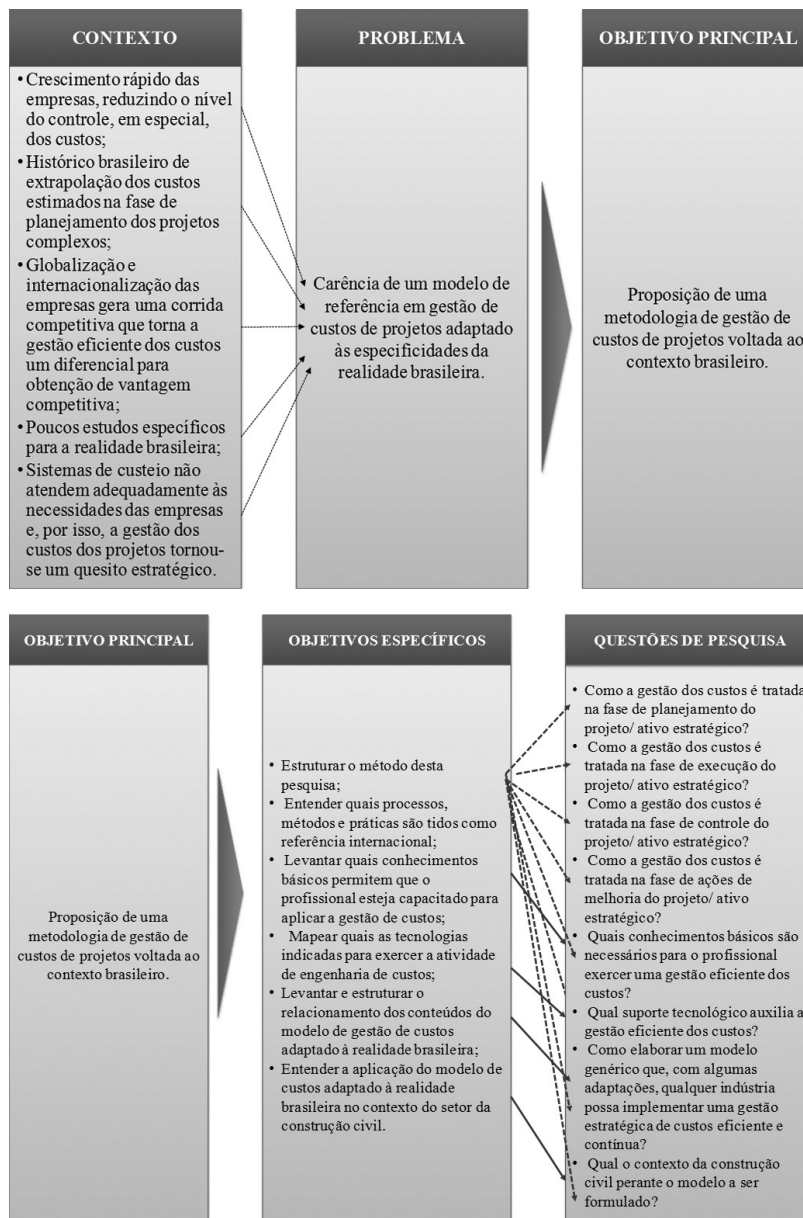 CONTEXTO
• Crescimento rápido das
empresas, reduzindo o nível
do controle, em especial,
dos custos;
• Histórico brasileiro de
extrapolação dos custos
estimados na fase de
planejamento dos projetos
complexos;
• Globalização e
internacionalização das
empresas gera uma corrida
competitiva que torna a
gestão eficiente dos custos
um diferencial para
obtenção de vantagem
competitiva;
• Poucos estudos específicos
para a realidade brasileira;
• Sistemas de custeio não
atendem adequadamente às
necessidades das empresas
e, por isso, a gestão dos
custos dos projetos tornou-
se um quesito estratégico.
PROBLEMA
Carência de um modelo de
referência em gestão de
custos de projetos adaptado
às especificidades da
realidade brasileira.
OBJETIVO PRINCIPAL
Proposição de uma
metodologia de gestão de
custos de projetos voltada ao
contexto brasileiro.
OBJETIVO PRINCIPAL
Proposição de uma
metodologia de gestão de
custos de projetos voltada ao
contexto brasileiro.
OBJETIVOS ESPECÍFICOS
• Estruturar o método desta
pesquisa;
• Entender quais processos,
métodos e práticas são tidos como
referência internacional;
• Levantar quais conhecimentos
básicos permitem que o
profissional esteja capacitado para
aplicar a gestão de custos;
• Mapear quais as tecnologias
indicadas para exercer a atividade
de engenharia de custos;
• Levantar e estruturar o
relacionamento dos conteúdos do
modelo de gestão de custos
adaptado à realidade brasileira;
• Entender a aplicação do modelo de
custos adaptado à realidade
brasileira no contexto do setor da
construção civil.
QUESTÕES DE PESQUISA
• Como a gestão dos custos é tratada
na fase de planejamento do
projeto/ ativo estratégico?
• Como a gestão dos custos é
tratada na fase de execução do
projeto/ ativo estratégico?
• Como a gestão dos custos é
tratada na fase de controle do
projeto/ ativo estratégico?
• Como a gestão dos custos é
tratada na fase de ações de
melhoria do projeto/ ativo
estratégico?
• Quais conhecimentos básicos são
necessários para o profissional
exercer uma gestão eficiente dos
custos?
• Qual suporte tecnológico auxilia a
gestão eficiente dos custos?
• Como elaborar um modelo
genérico que, com algumas
adaptações, qualquer indústria
possa implementar uma gestão
estratégica de custos eficiente e
contínua?
• Qual o contexto da construção
civil perante o modelo a ser
formulado?